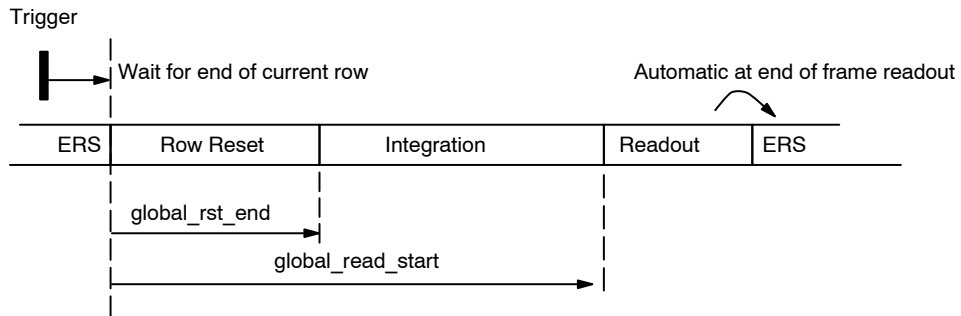 Trigger
Wait for end of current row
Automatic at end of frame readout
ERS
Row Reset
Integration
Readout
ERS
global_rst_end
global_read_start